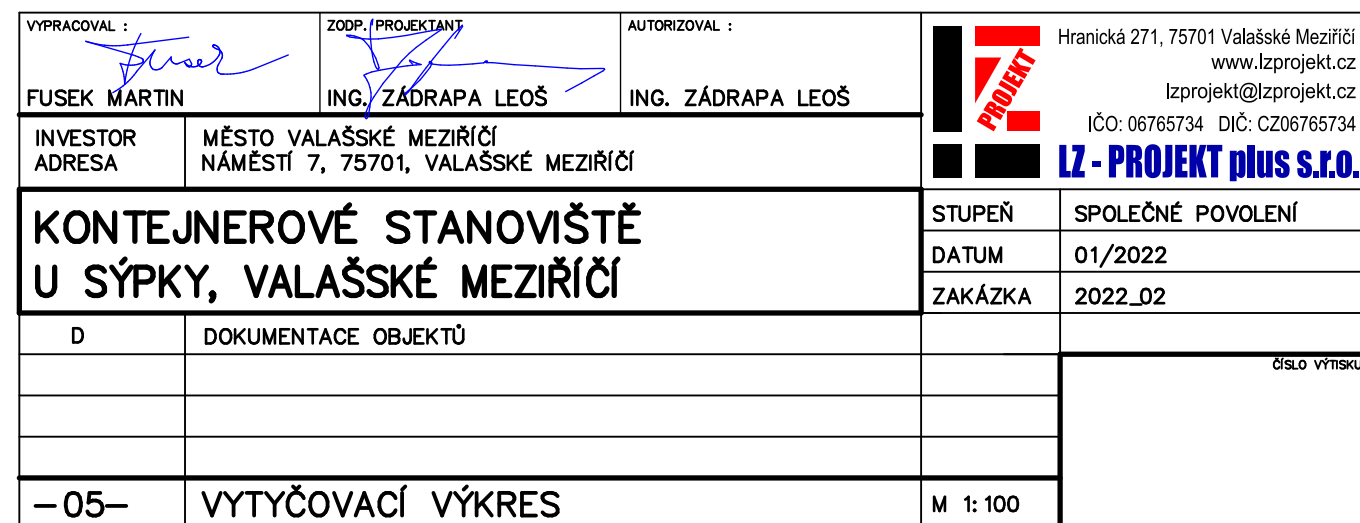 VYPRACOVAL :
FUSEK MARTIN
ZODP. PROJEKTANT
ING. ZÁDRAPA LEOŠ
AUTORIZOVAL :
ING. ZÁDRAPA LEOŠ
PROJEKT
Hranická 271, 75701 Valašské Meziříčí
www.lzprojekt.cz
lzprojekt@lzprojekt.cz
IČO: 06765734 DIČ: CZ06765734
LZ - PROJEKT plus s.r.o.
INVESTOR MĚSTO VALAŠSKÉ MEZIŘÍČÍ
ADRESA NÁMĚSTÍ 7, 75701, VALAŠSKÉ MEZIŘÍČÍ
KONTEJNEROVÉ STANOVIŠTĚ
U SÝPKY, VALAŠSKÉ MEZIŘÍČÍ
STUPEŇ SPOLEČNÉ POVOLENÍ
DATUM 01/2022
ZAKÁZKA 2022_02
D DOKUMENTACE OBJEKTŮ
ČÍSLO VÝTISKU
-05- VYTYČOVACÍ VÝKRES M 1:100